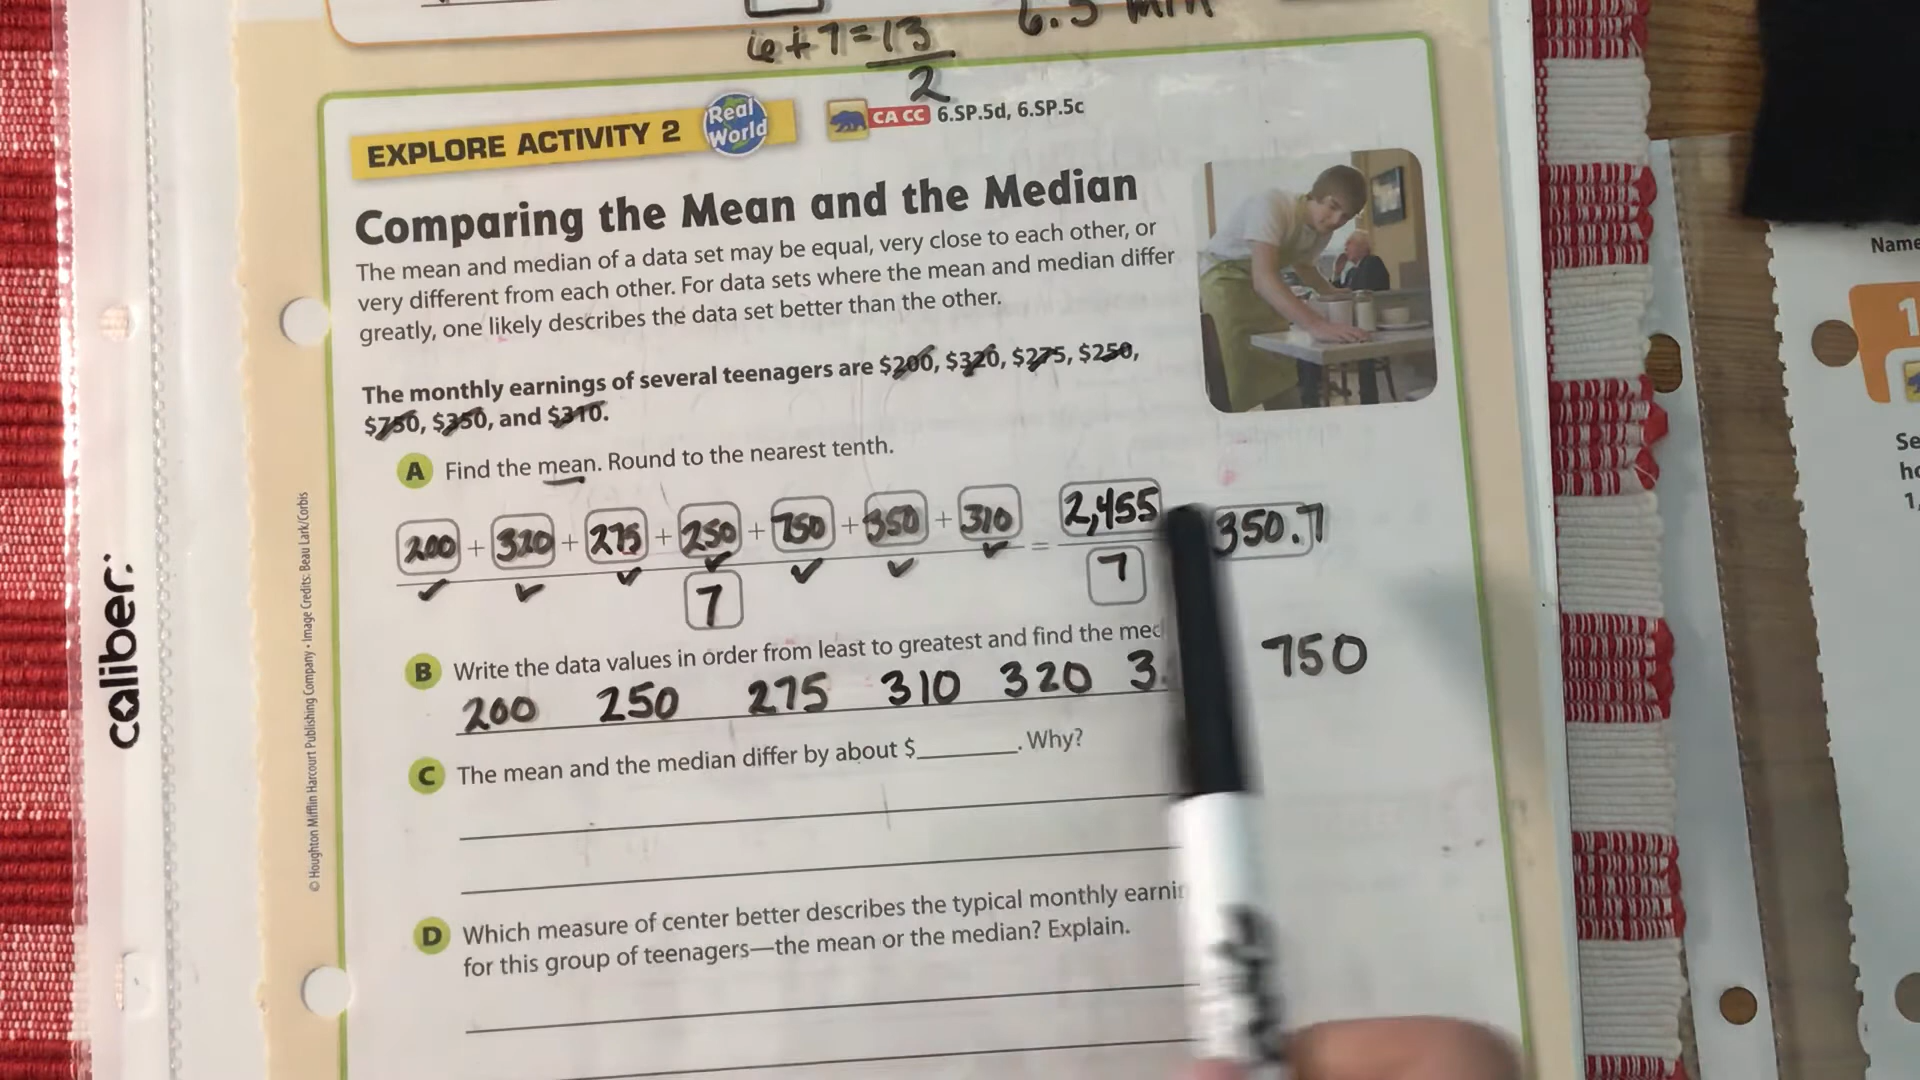 6.5 min
6+7=13
2
EXPLORE ACTIVITY 2
Real World
CA CC 6.SP.5d, 6.SP.5c
Comparing the Mean and the Median
The mean and median of a data set may be equal, very close to each other, or
very different from each other. For data sets where the mean and median differ
greatly, one likely describes the data set better than the other.
The monthly earnings of several teenagers are $200, $320, $275, $250,
$750, $350, and $310.
A Find the mean. Round to the nearest tenth.
200 + 320 + 275 + 250 + 750 + 350 + 310 = 2,455 350.7
7 7
B Write the data values in order from least to greatest and find the
200 250 275 310 320 750
C The mean and the median differ by about $________. Why?
D Which measure of center better describes the typical monthly
for this group of teenagers—the mean or the median? Explain.
© Houghton Mifflin Harcourt Publishing Company • Image Credits: Beau Lark/Corbis
caliber:
Name
1
Se
1,